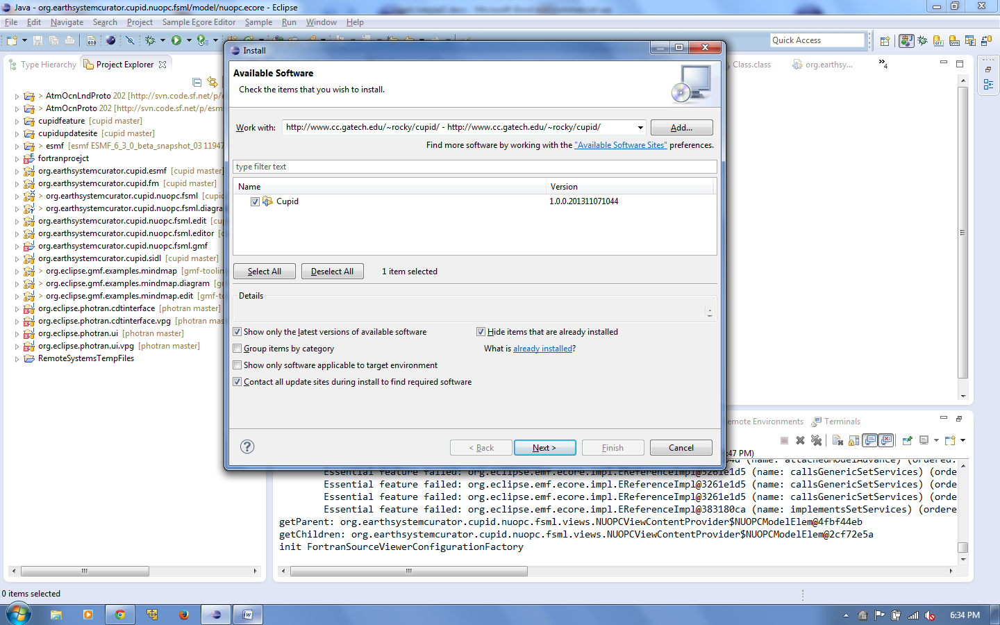 Java - org.earthsystemcurator.cupid.nuopc.fsml/model/nuopc.ecore - Eclipse
File Edit Navigate Search Project Sample Ecore Editor Sample Run Window Help
Quick Access
Type Hierarchy Project Explorer
> AtmOcnLndProto 202 [http://svn.code.sf.net/p/e
> AtmOcnProto 202 [http://svn.code.sf.net/p/esm
cupidfeature [cupid master]
cupidupdatesite [cupid master]
> esmf [esmf ESMF_6_3_0_beta_snapshot_03 11947
fortranproejct
org.earthsystemcurator.cupid.esmf [cupid master]
org.earthsystemcurator.cupid.fm [cupid master]
> org.earthsystemcurator.cupid.nuopc.fsml [cupid
> org.earthsystemcurator.cupid.nuopc.fsml.diagra
org.earthsystemcurator.cupid.nuopc.fsml.edit [cu
org.earthsystemcurator.cupid.nuopc.fsml.editor [c
org.earthsystemcurator.cupid.nuopc.fsml.gmf
org.earthsystemcurator.cupid.sidl [cupid master]
> org.eclipse.gmf.examples.mindmap [gmf-toolin
> org.eclipse.gmf.examples.mindmap.diagram [gm
> org.eclipse.gmf.examples.mindmap.edit [gmf-to
org.eclipse.photran.cdtinterface [photran master]
org.eclipse.photran.cdtinterface.vpg [photran mas
org.eclipse.photran.ui [photran master]
org.eclipse.photran.ui.vpg [photran master]
RemoteSystemsTempFiles
Install
Available Software
Check the items that you wish to install.
Work with: http://www.cc.gatech.edu/~rocky/cupid/ - http://www.cc.gatech.edu/~rocky/cupid/ Add...
Find more software by working with the "Available Software Sites" preferences.
type filter text
Name Version
Cupid 1.0.0.201311071044
Select All Deselect All 1 item selected
Details
Show only the latest versions of available software Hide items that are already installed
Group items by category What is already installed?
Show only software applicable to target environment
Contact all update sites during install to find required software
< Back Next > Finish Cancel
Class.class org.earthsy... »4
emote Environments Terminals
:47 PM)
(name: attachedModelAdvance) (ordered.
Essential feature failed: org.eclipse.emf.ecore.impl.EReferenceImpl@3261e1d5 (name: callsGenericSetServices) (orde
Essential feature failed: org.eclipse.emf.ecore.impl.EReferenceImpl@3261e1d5 (name: callsGenericSetServices) (orde
Essential feature failed: org.eclipse.emf.ecore.impl.EReferenceImpl@3261e1d5 (name: callsGenericSetServices) (orde
Essential feature failed: org.eclipse.emf.ecore.impl.EReferenceImpl@383180ca (name: implementsSetServices) (ordere
getParent: org.earthsystemcurator.cupid.nuopc.fsml.views.NUOPCViewContentProvider$NUOPCModelElem@4fbf44eb
getChildren: org.earthsystemcurator.cupid.nuopc.fsml.views.NUOPCViewContentProvider$NUOPCModelElem@2cf72e5a
init FortranSourceViewerConfigurationFactory
0 items selected
6:34 PM